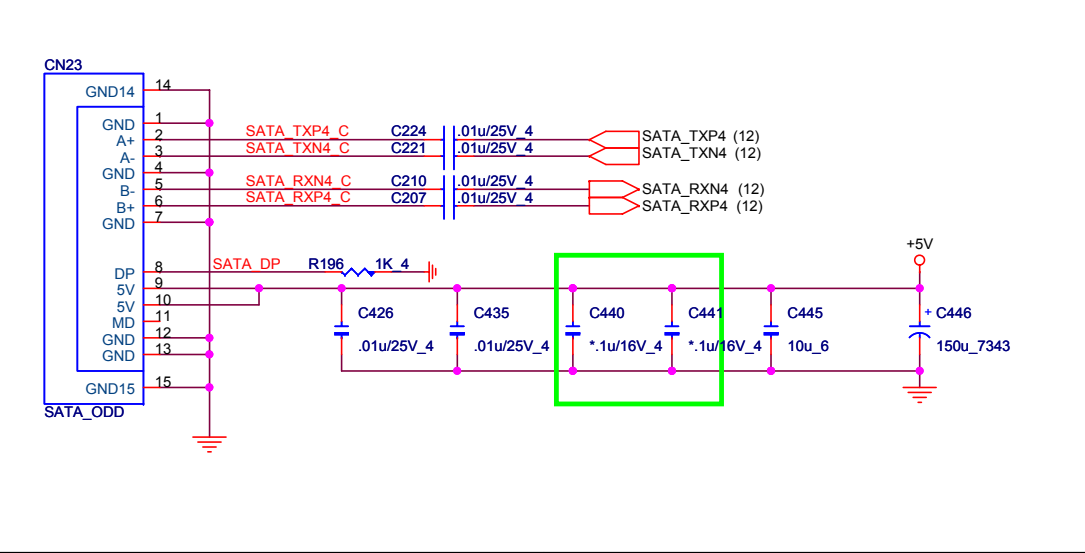 CN23
GND14 14
GND 1
A+ 2 SATA_TXP4_C C224 .01u/25V_4 SATA_TXP4 (12)
A- 3 SATA_TXN4_C C221 .01u/25V_4 SATA_TXN4 (12)
GND 4
B- 5 SATA_RXN4_C C210 .01u/25V_4 SATA_RXN4 (12)
B+ 6 SATA_RXP4_C C207 .01u/25V_4 SATA_RXP4 (12)
GND 7
+5V
DP 8 SATA_DP R196 1K_4
5V 9
5V 10
MD 11
C426 C435 C440 C441 C445 + C446
GND 12
.01u/25V_4 .01u/25V_4 *.1u/16V_4 *.1u/16V_4 10u_6 150u_7343
GND 13
GND15 15
SATA_ODD